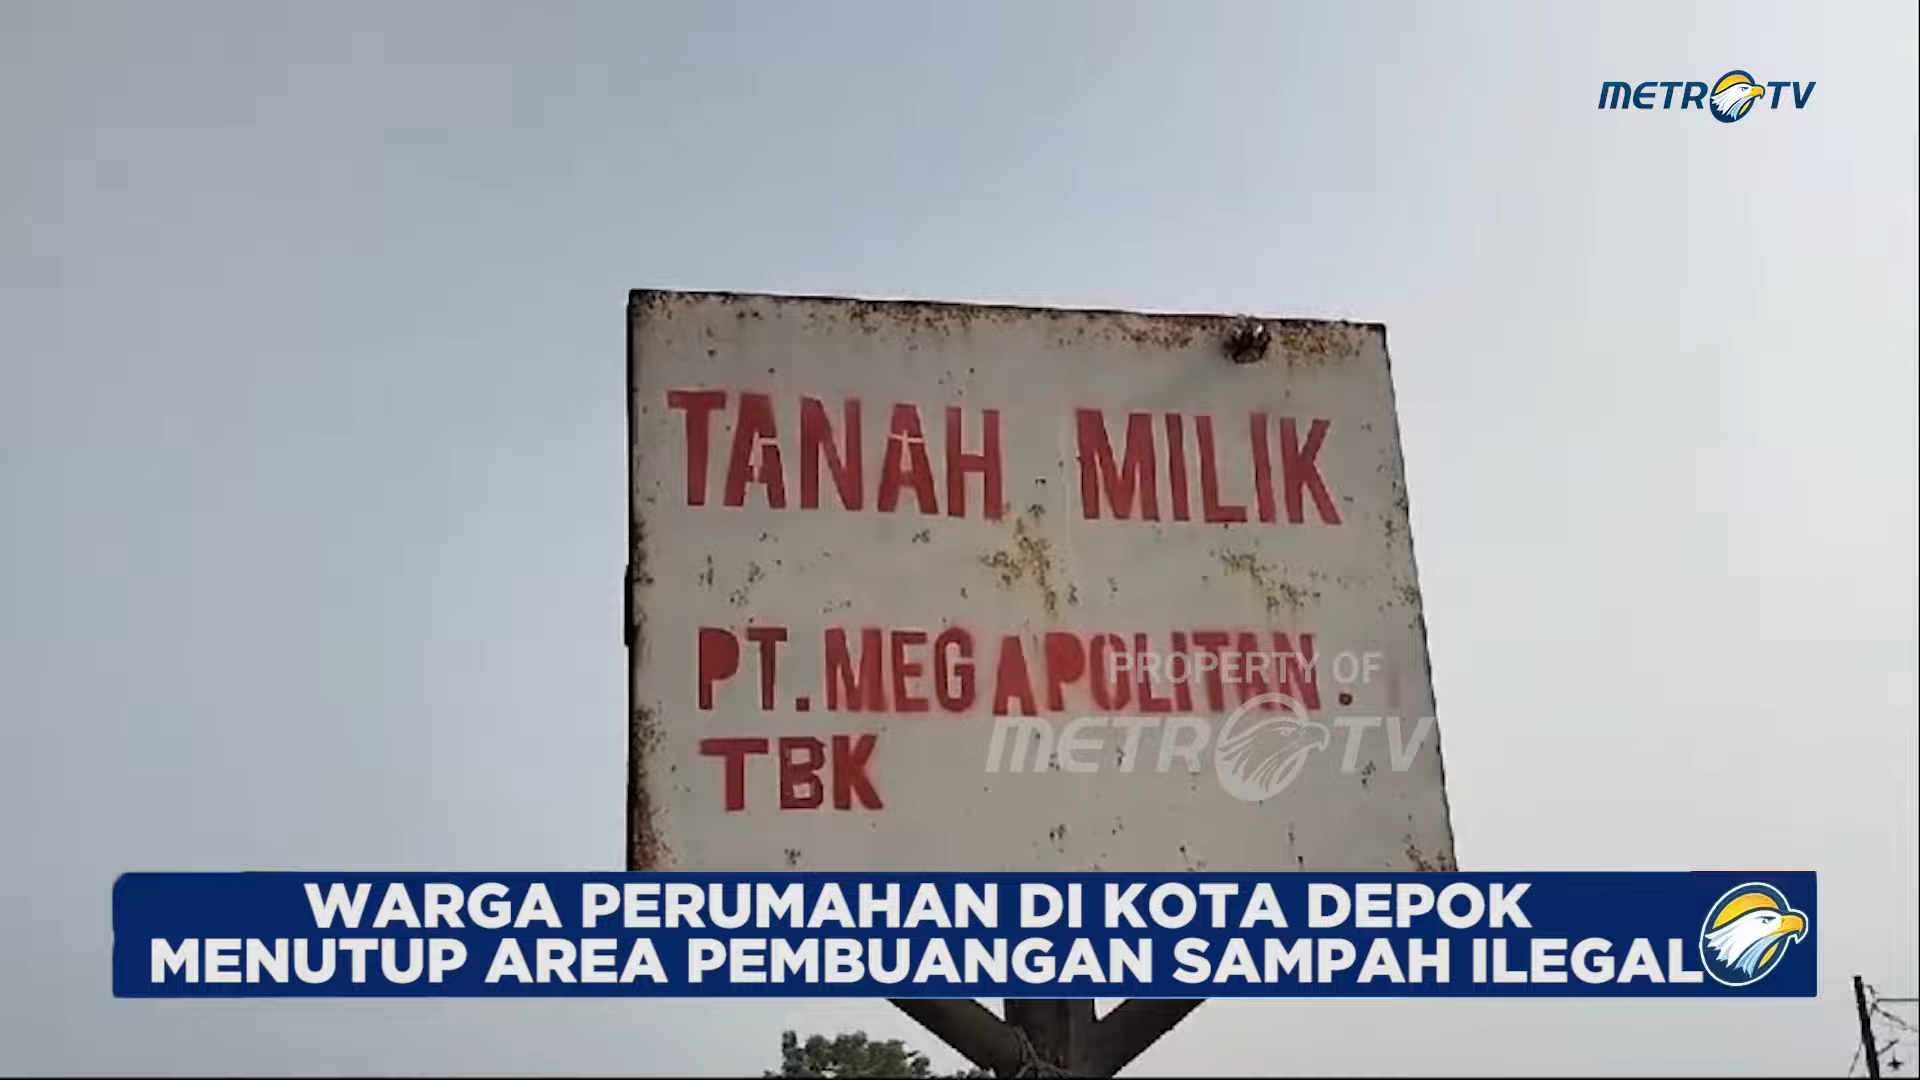 METRO TV
TANAH MILIK
PT. MEGAPOLITAN.
TBK
PROPERTY OF
METRO TV
WARGA PERUMAHAN DI KOTA DEPOK
MENUTUP AREA PEMBUANGAN SAMPAH ILEGAL